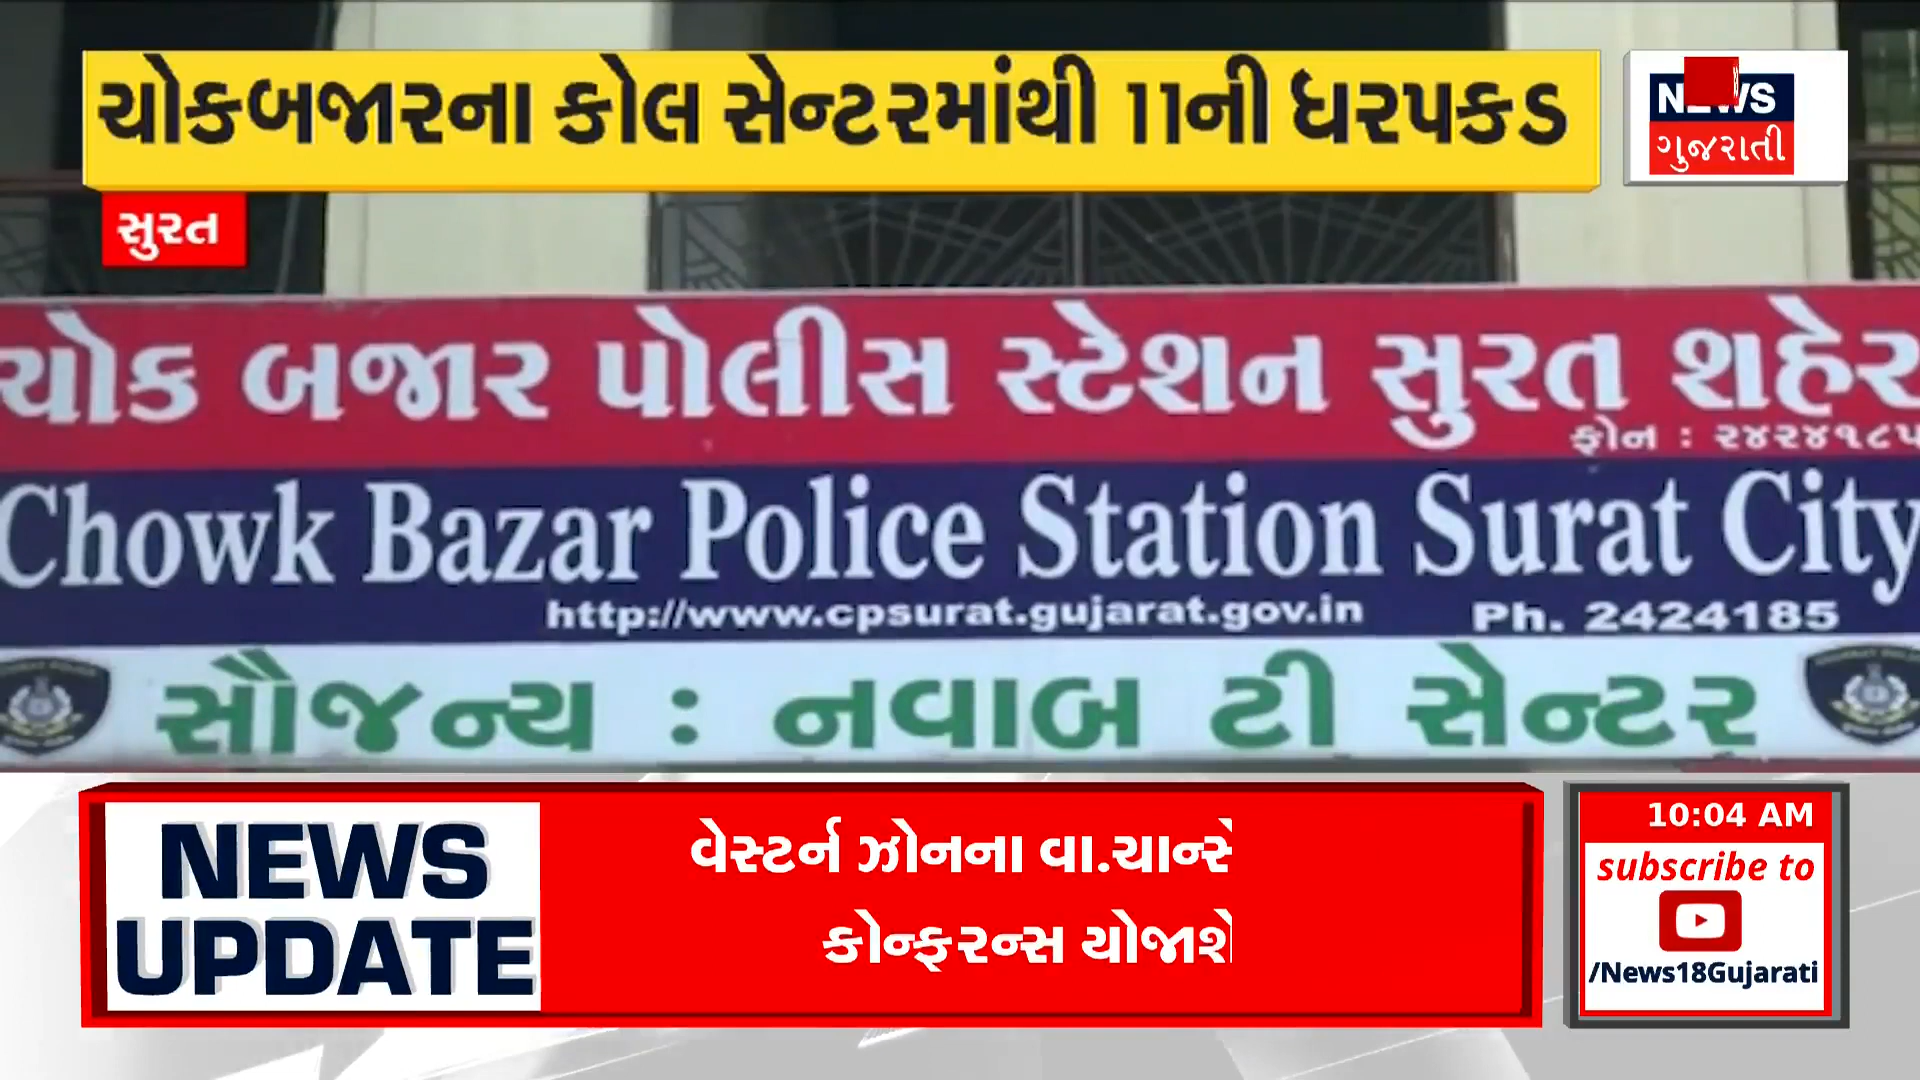 ચોકબજારના કોલ સેન્ટરમાંથી 11ની ધરપકડ
NEWS
ગુજરાતી
સુરત
ચોક બજાર પોલીસ સ્ટેશન સુરત શહેર
ફોન : ૨૪૨૪૧૮૫
Chowk Bazar Police Station Surat City
http://www.cpsurat.gujarat.gov.in Ph. 2424185
સૌજન્ય : નવાબ ટી સેન્ટર
NEWS
UPDATE
વેસ્ટર્ન ઝોનના વા.ચાન્સે
કોન્ફરન્સ યોજાશે
10:04 AM
subscribe to
/News18Gujarati